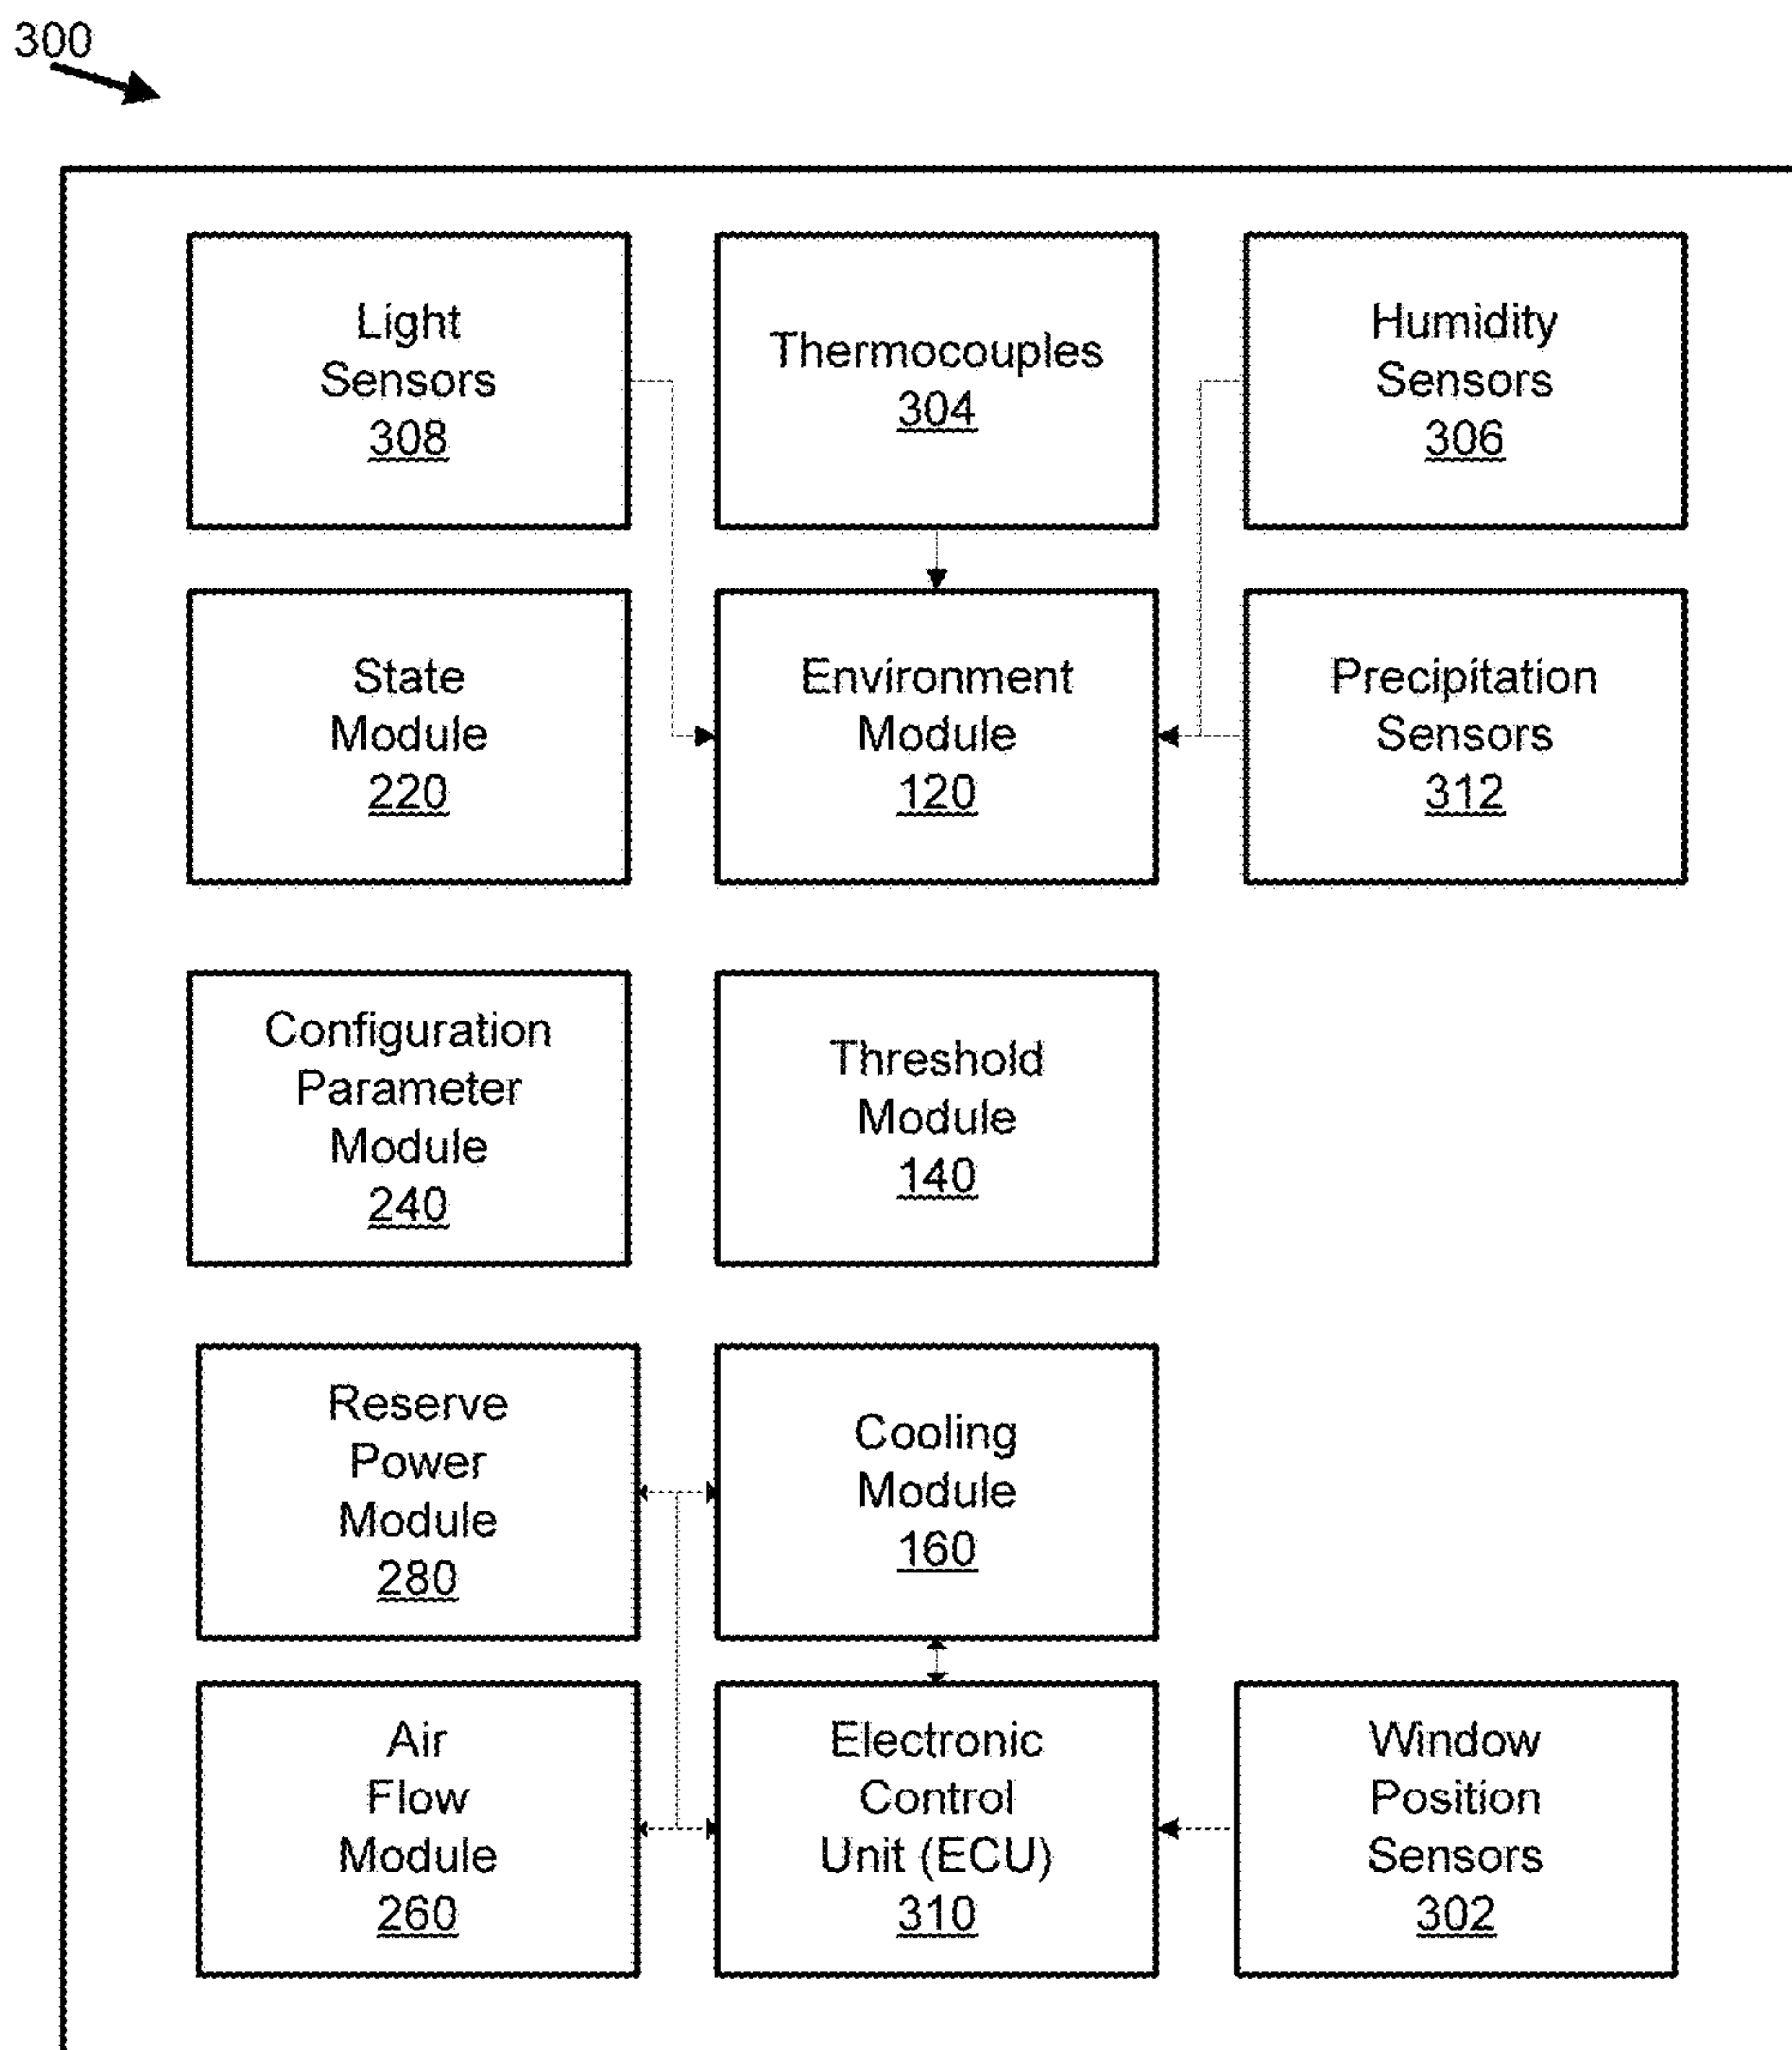 300
Light
Sensors
308
Thermocouples
304
Humidity
Sensors
306
State
Module
220
Environment
Module
120
Precipitation
Sensors
312
Configuration
Parameter
Module
240
Threshold
Module
140
Reserve
Power
Module
280
Cooling
Module
160
Air
Flow
Module
260
Electronic
Control
Unit (ECU)
310
Window
Position
Sensors
302